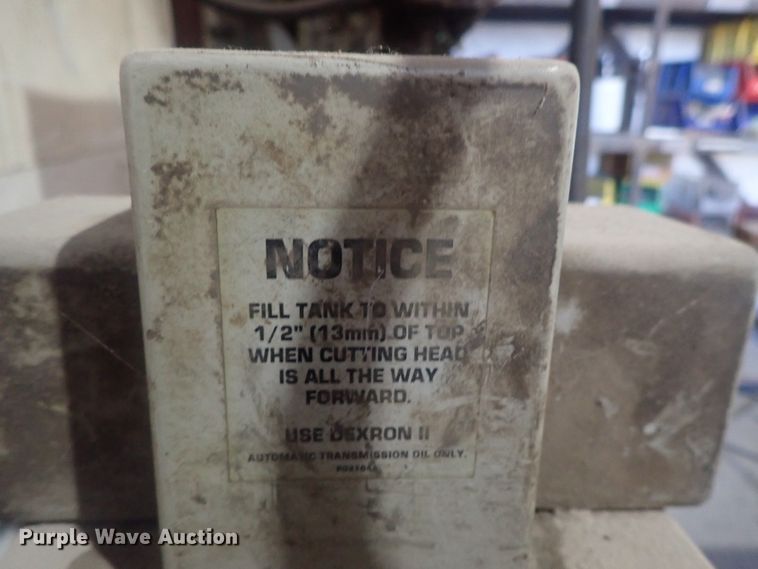 NOTICE
FILL TANK TO WITHIN
1/2" (13mm) OF TOP
WHEN CUTTING HEAD
IS ALL THE WAY
FORWARD.
USE DEXRON II
AUTOMATIC TRANSMISSION OIL ONLY.
Purple Wave Auction